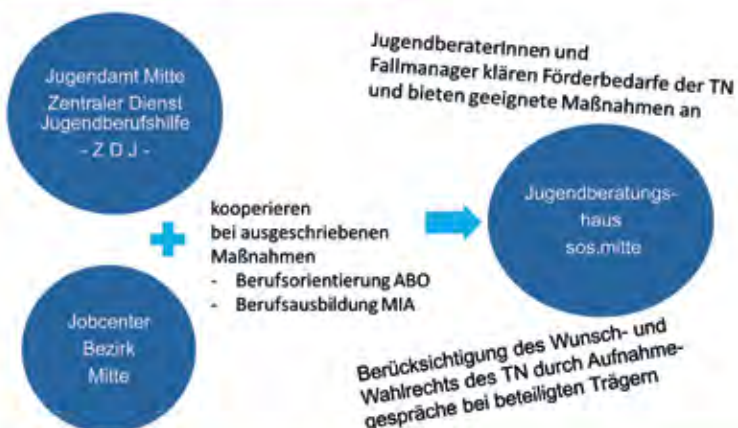 Jugendamt Mitte
Zentraler Dienst
Jugendberufshilfe
- Z D J -
kooperieren
bei ausgeschriebenen
Maßnahmen
- Berufsorientierung ABO
- Berufsausbildung MIA
Jobcenter
Bezirk
Mitte
JugendberaterInnen und
Fallmanager klären Förderbedarfe der TN
und bieten geeignete Maßnahmen an
Jugendberatungs-
haus
sos.mitte
Berücksichtigung des Wunsch- und
Wahlrechts des TN durch Aufnahme-
gespräche bei beteiligten Trägern